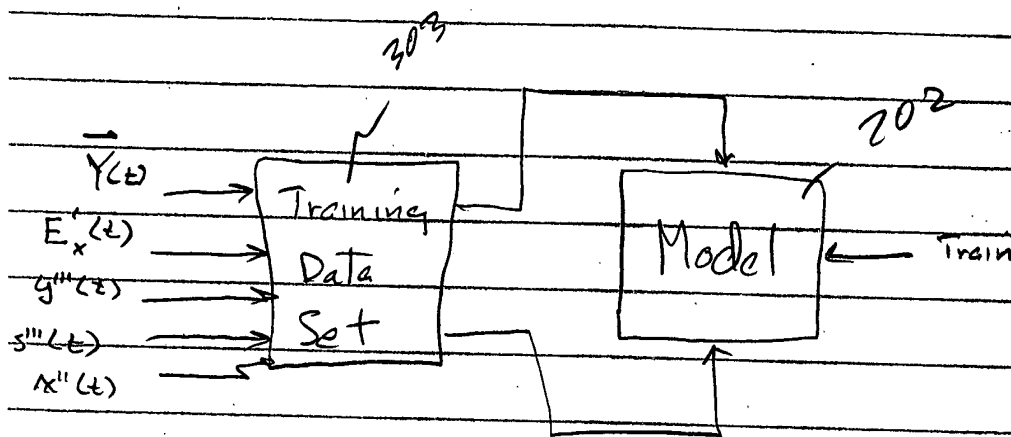 303
202
Y(t)
E'x(t)
y'''(t)
s'''(t)
x''(t)
Training
Data
Set
Model
Train